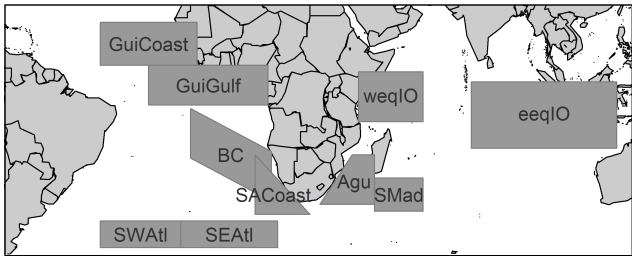 GuiCoast
GuiGulf
weqIO
eeqIO
BC
Agu
SACoast
SMad
SWAtl
SEAtl